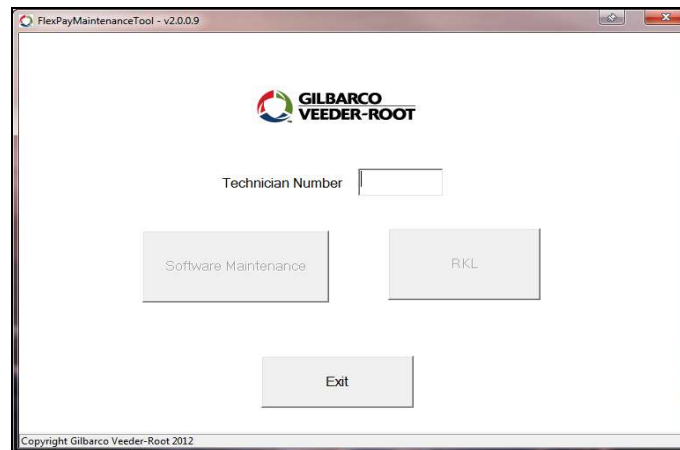 FlexPayMaintenanceTool - v2.0.0.9
GILBARCO
VEEDER-ROOT
Technician Number
Software Maintenance
RKL
Exit
Copyright Gilbarco Veeder-Root 2012